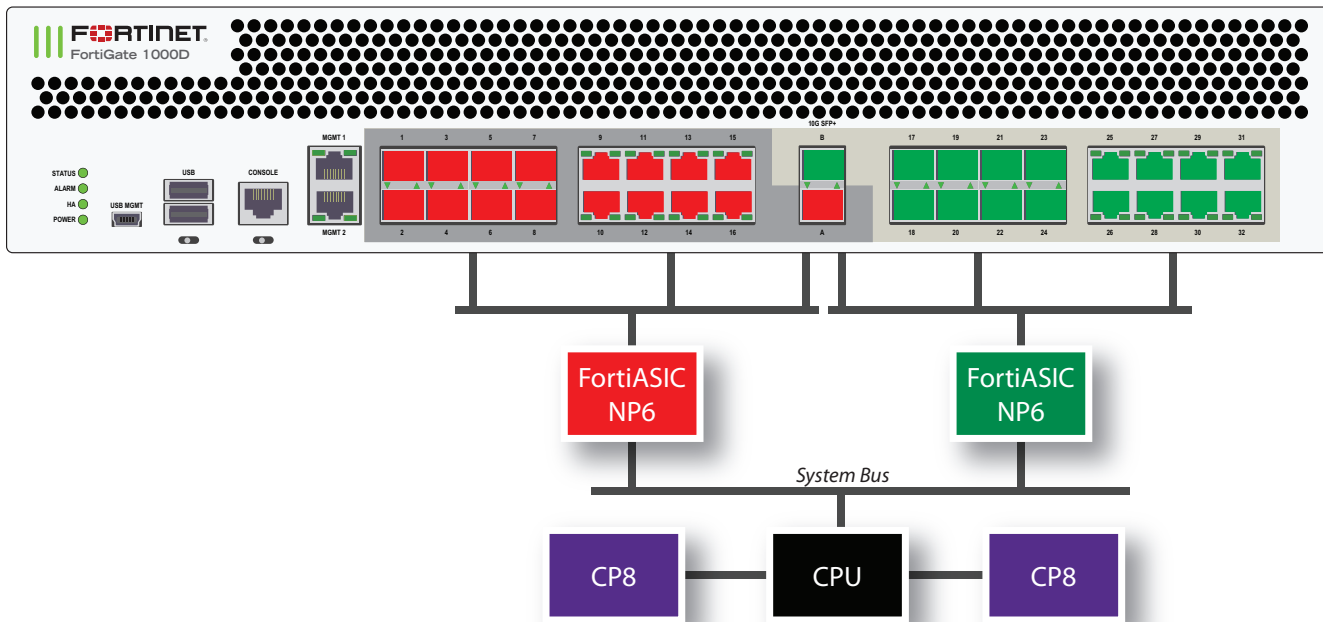 FORTINET
FortiGate 1000D
10G SFP+
MGMT 1 1 3 5 7 9 11 13 15 B 17 19 21 23 25 27 29 31
STATUS
ALARM
HA
POWER
USB MGMT
USB
CONSOLE
MGMT 2 2 4 6 8 10 12 14 16 A 18 20 22 24 26 28 30 32
FortiASIC
NP6
FortiASIC
NP6
System Bus
CP8 CPU CP8